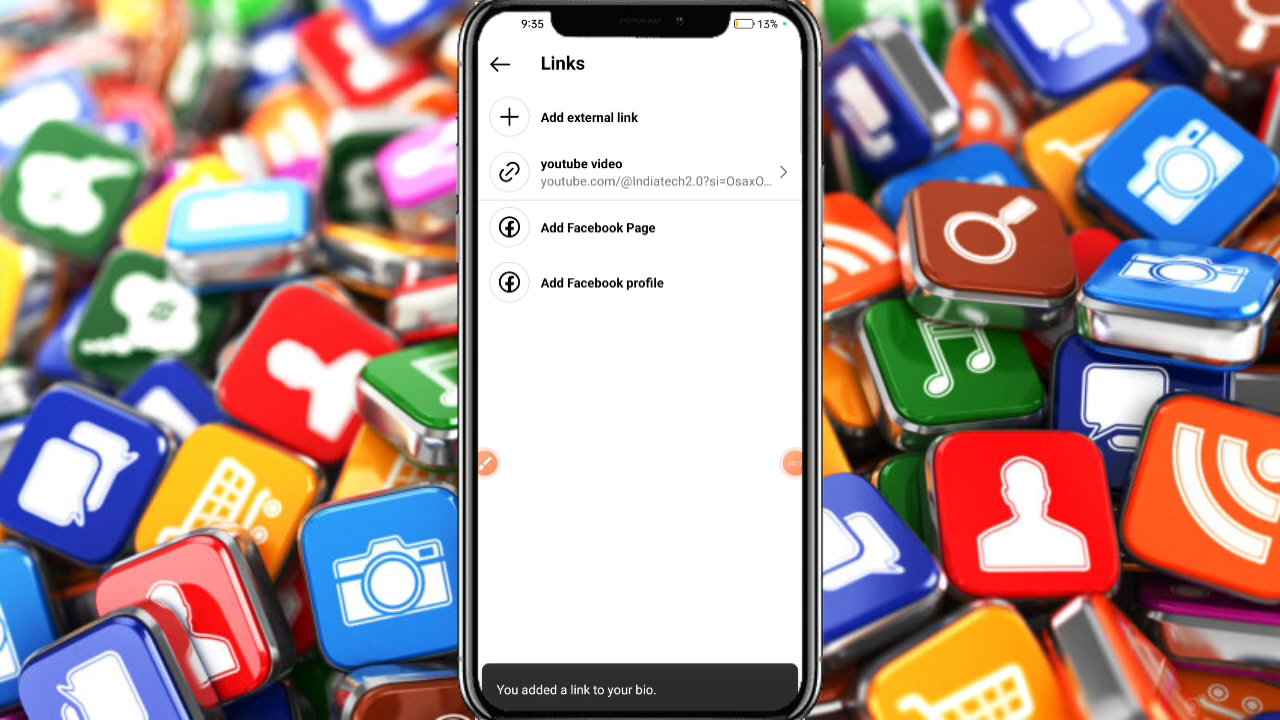 9:35
13%
Links
Add external link
youtube video
youtube.com/@Indiatech2.0?si=OsaxO...
Add Facebook Page
Add Facebook profile
You added a link to your bio.